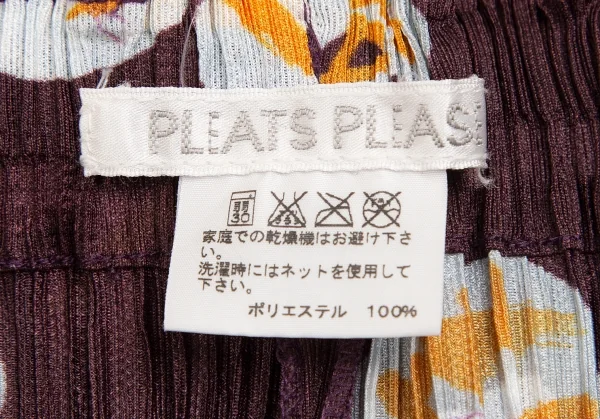 PLEATS PLEAS
30
家庭での乾燥機はお避け下さ
い。
洗濯時にはネットを使用して
下さい。
ポリエステル 100%